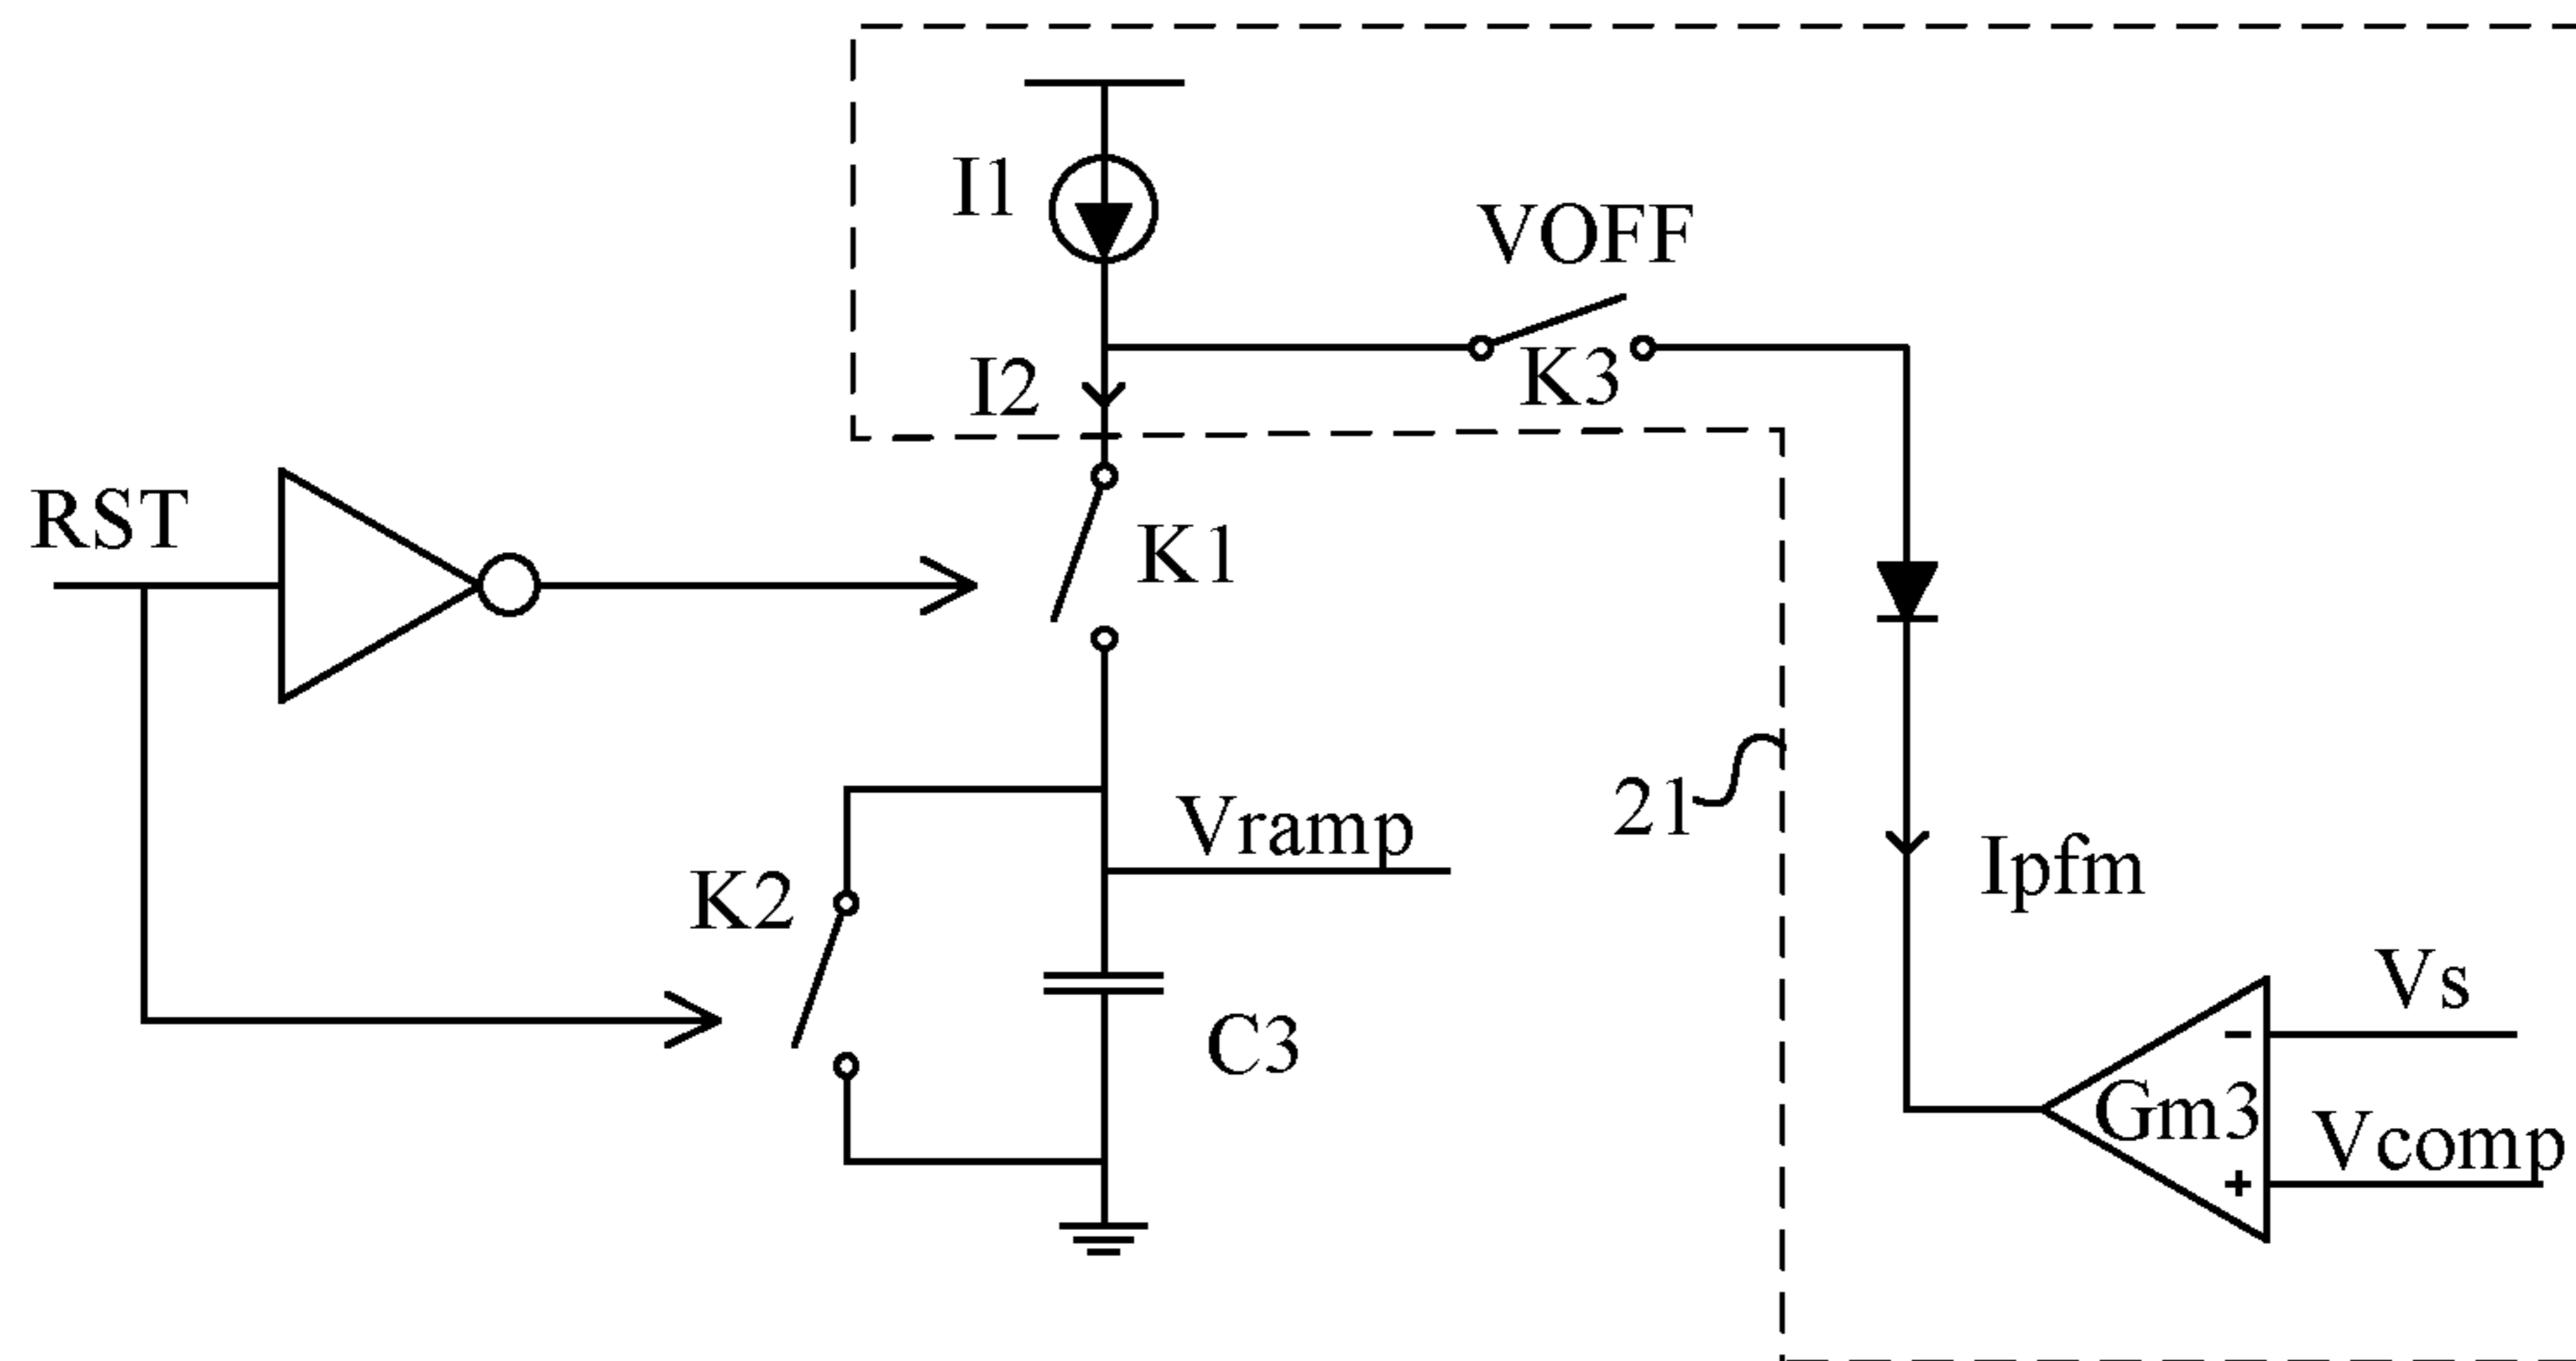 I1
VOFF
I2
K3
RST
K1
Vramp
21
K2
Ipfm
Vs
C3
Gm3
Vcomp